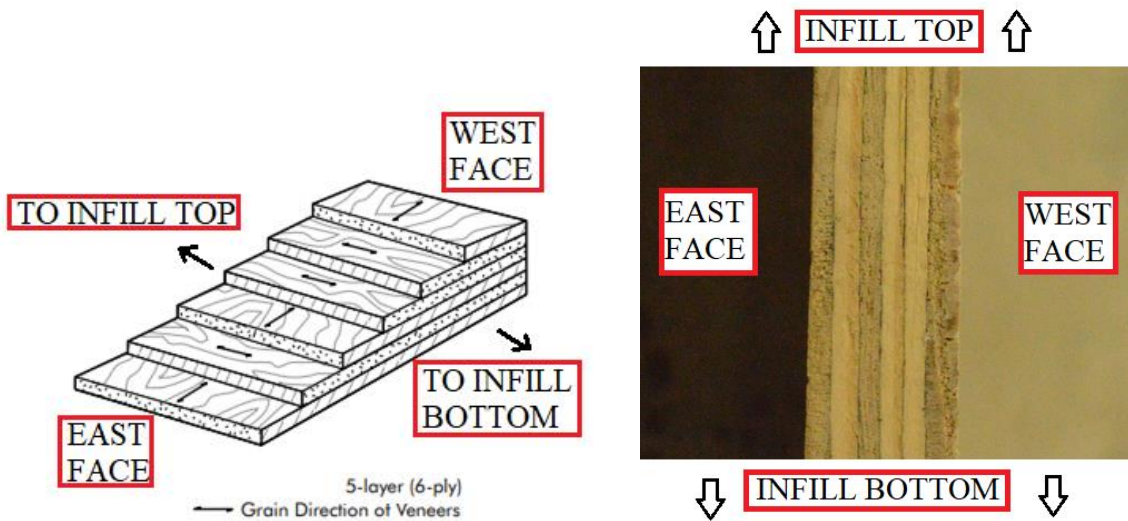 WEST
FACE
TO INFILL TOP
TO INFILL
BOTTOM
EAST
FACE
5-layer (6-ply)
Grain Direction of Veneers
INFILL TOP
EAST
FACE
WEST
FACE
INFILL BOTTOM